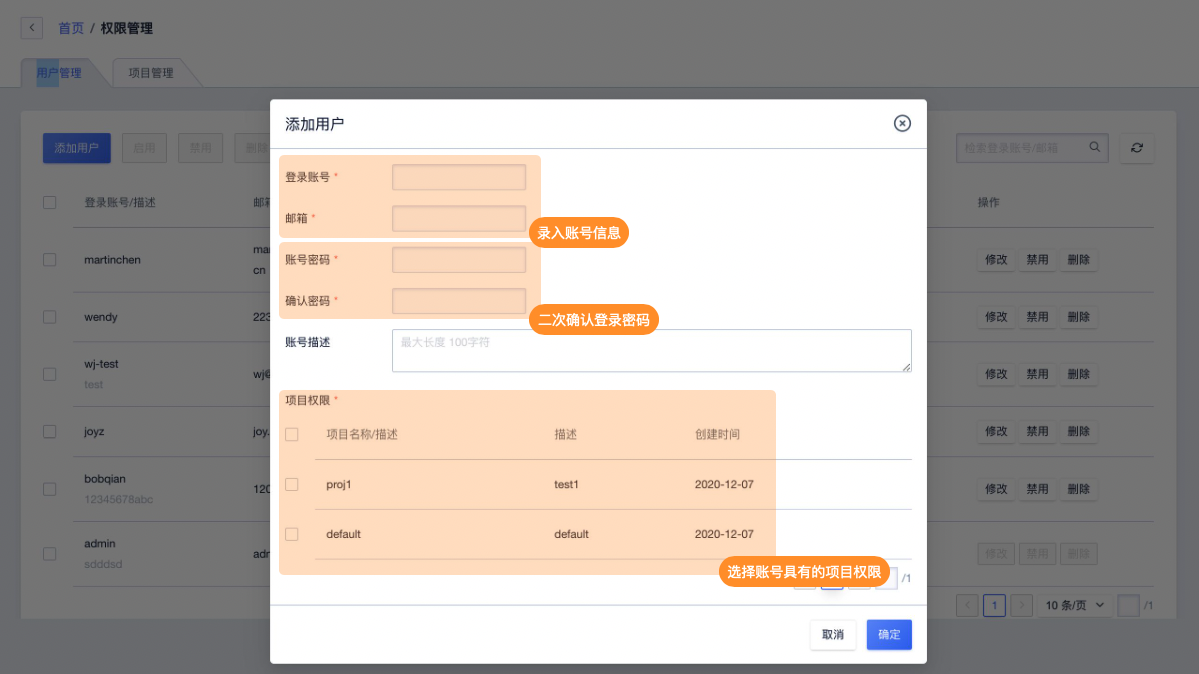 首页 / 权限管理
用户管理 项目管理
添加用户 启用 禁用 删除 检索登录账号/邮箱
登录账号/描述 操作
martinchen
cn 修改 禁用 删除
wendy 修改 禁用 删除
wj-test
test 修改 禁用 删除
joyz joy. 修改 禁用 删除
bobqian
12345678abc 修改 禁用 删除
admin
sdddsd 修改 禁用 删除
1 10 条/页 /1
添加用户
登录账号 *
邮箱 *
录入账号信息
账号密码 *
确认密码 *
二次确认登录密码
账号描述 最大长度 100字符
项目权限 *
项目名称/描述 描述 创建时间
proj1 test1 2020-12-07
default default 2020-12-07
选择账号具有的项目权限 /1
取消 确定